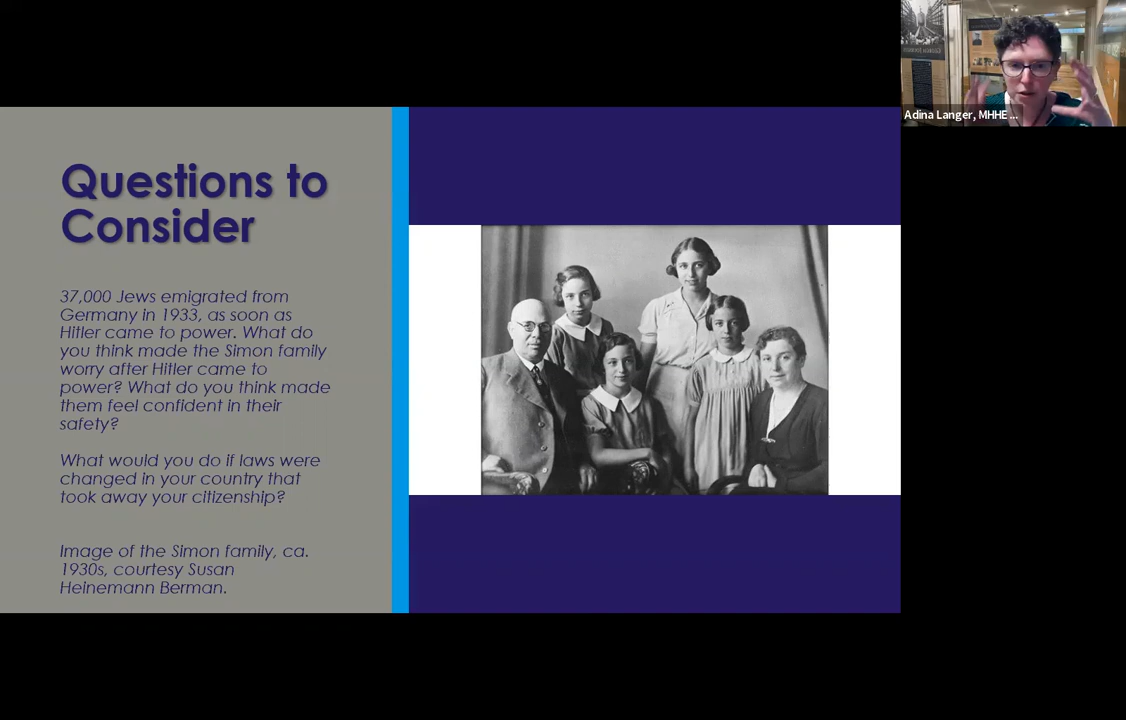 Questions to
Consider
37,000 Jews emigrated from
Germany in 1933, as soon as
Hitler came to power. What do
you think made the Simon family
worry after Hitler came to
power? What do you think made
them feel confident in their
safety?
What would you do if laws were
changed in your country that
took away your citizenship?
Image of the Simon family, ca.
1930s, courtesy Susan
Heinemann Berman.
Adina Langer, MHHE ...